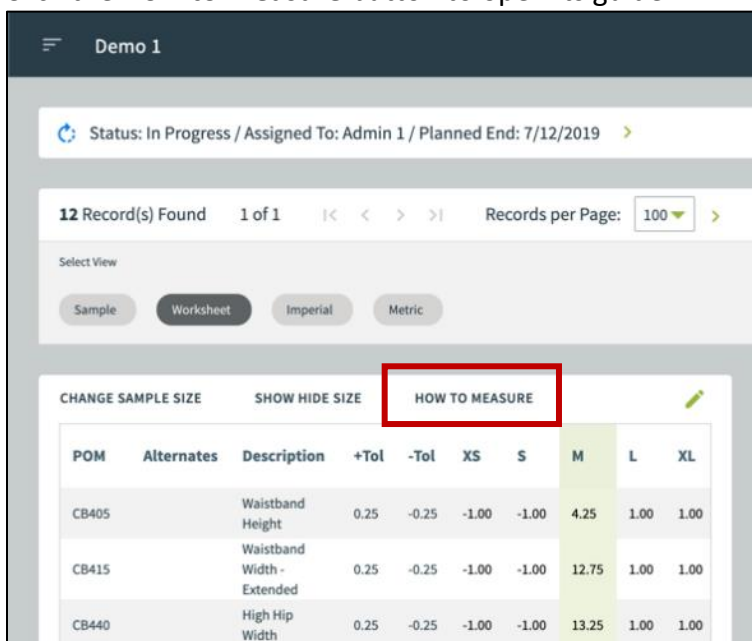 Demo 1
Status: In Progress / Assigned To: Admin 1 / Planned End: 7/12/2019 >
12 Record(s) Found 1 of 1 |< < > >| Records per Page: 100 >
Select View
Sample Worksheet Imperial Metric
CHANGE SAMPLE SIZE SHOW HIDE SIZE HOW TO MEASURE
POM Alternates Description +Tol -Tol XS S M L XL
CB405 Waistband Height 0.25 -0.25 -1.00 -1.00 4.25 1.00 1.00
CB415 Waistband Width - Extended 0.25 -0.25 -1.00 -1.00 12.75 1.00 1.00
CB440 High Hip Width 0.25 -0.25 -1.00 -1.00 13.25 1.00 1.00